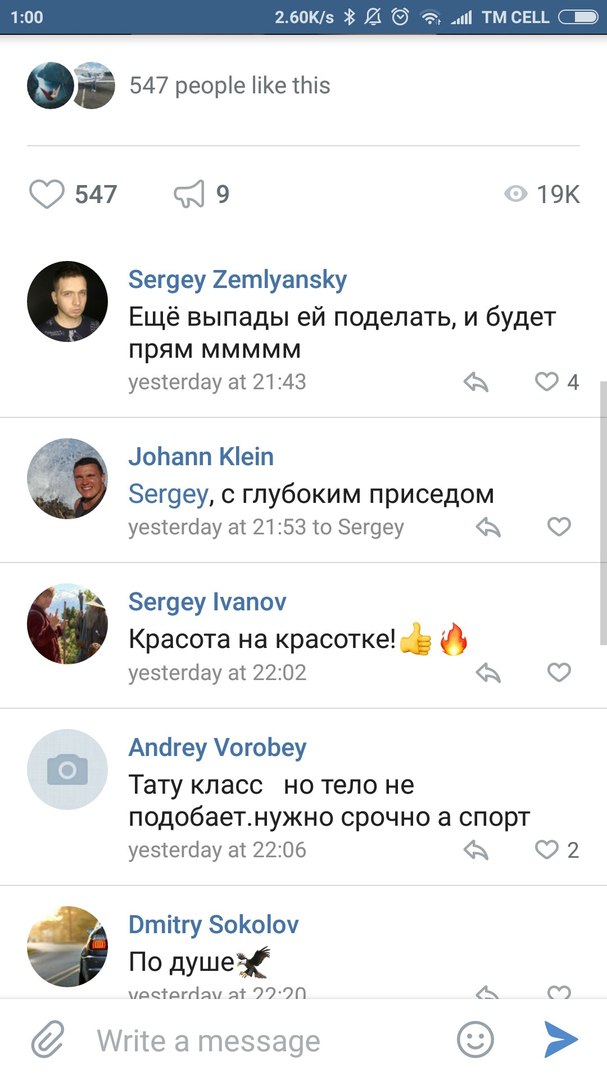 1:00 2.60K/s TM CELL
547 people like this
547 9 19K
Sergey Zemlyansky
Ещё выпады ей поделать, и будет
прям ммммм
yesterday at 21:43 4
Johann Klein
Sergey, с глубоким приседом
yesterday at 21:53 to Sergey
Sergey Ivanov
Красота на красотке!👍🔥
yesterday at 22:02
Andrey Vorobey
Тату класс   но тело не
подобает.нужно срочно а спорт
yesterday at 22:06 2
Dmitry Sokolov
По душе
yesterday at 22:20
Write a message